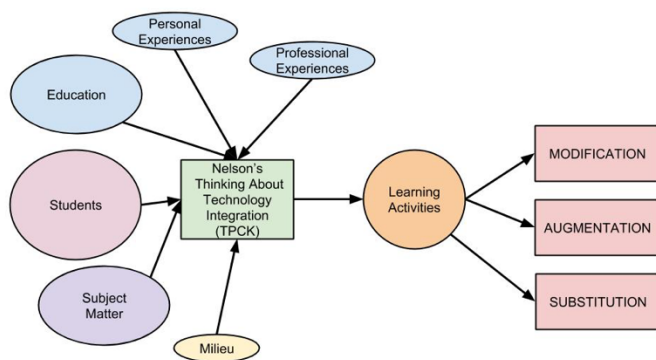 Personal
Experiences
Professional
Experiences
Education
Nelson's
Thinking About
Technology
Integration
(TPCK)
Students
Learning
Activities
MODIFICATION
AUGMENTATION
SUBSTITUTION
Subject
Matter
Milieu